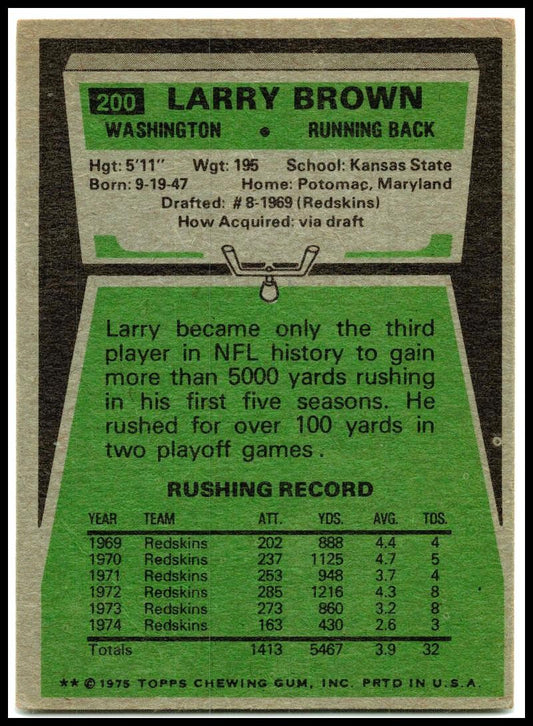 200 LARRY BROWN
WASHINGTON • RUNNING BACK
Hgt: 5'11" Wgt: 195 School: Kansas State
Born: 9-19-47 Home: Potomac, Maryland
Drafted: #8-1969 (Redskins)
How Acquired: via draft
Larry became only the third
player in NFL history to gain
more than 5000 yards rushing
in his first five seasons. He
rushed for over 100 yards in
two playoff games.
RUSHING RECORD
YEAR TEAM ATT. YDS. AVG. TDS.
1969 Redskins 202 888 4.4 4
1970 Redskins 237 1125 4.7 5
1971 Redskins 253 948 3.7 4
1972 Redskins 285 1216 4.3 8
1973 Redskins 273 860 3.2 8
1974 Redskins 163 430 2.6 3
Totals 1413 5467 3.9 32
** © 1975 TOPPS CHEWING GUM, INC. PRTD IN U.S.A.